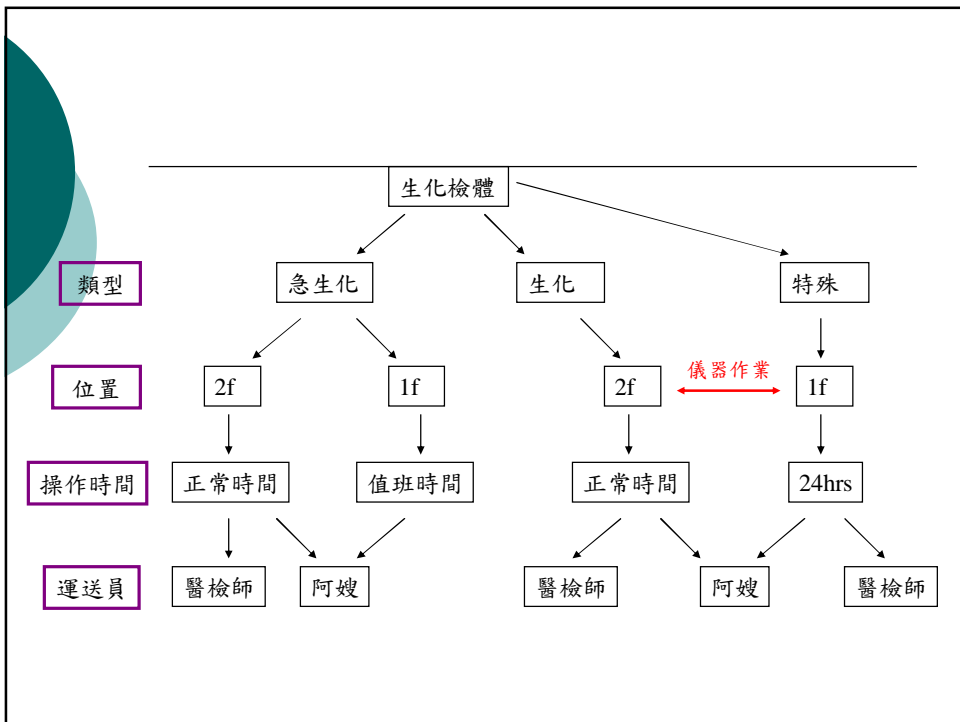 生化檢體
類型 急生化 生化 特殊
位置 2f 1f 2f 儀器作業 1f
操作時間 正常時間 值班時間 正常時間 24hrs
運送員 醫檢師 阿嫂 醫檢師 阿嫂 醫檢師